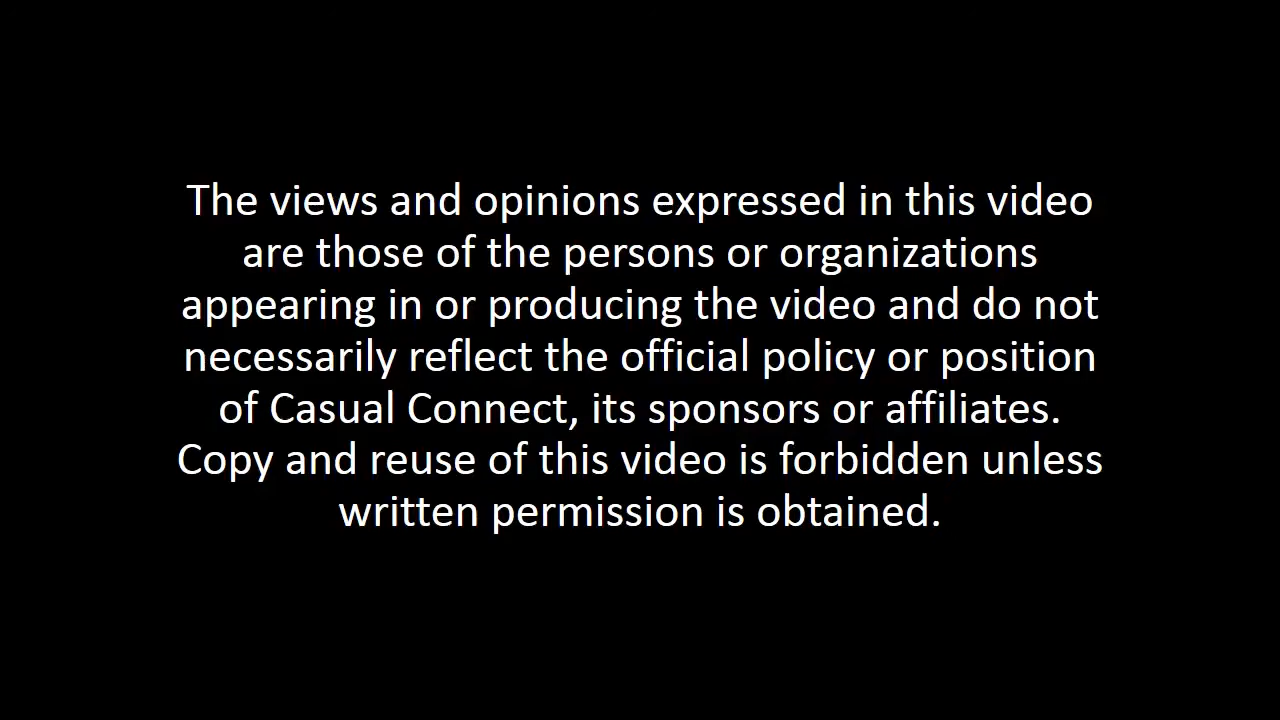 The views and opinions expressed in this video
are those of the persons or organizations
appearing in or producing the video and do not
necessarily reflect the official policy or position
of Casual Connect, its sponsors or affiliates.
Copy and reuse of this video is forbidden unless
written permission is obtained.